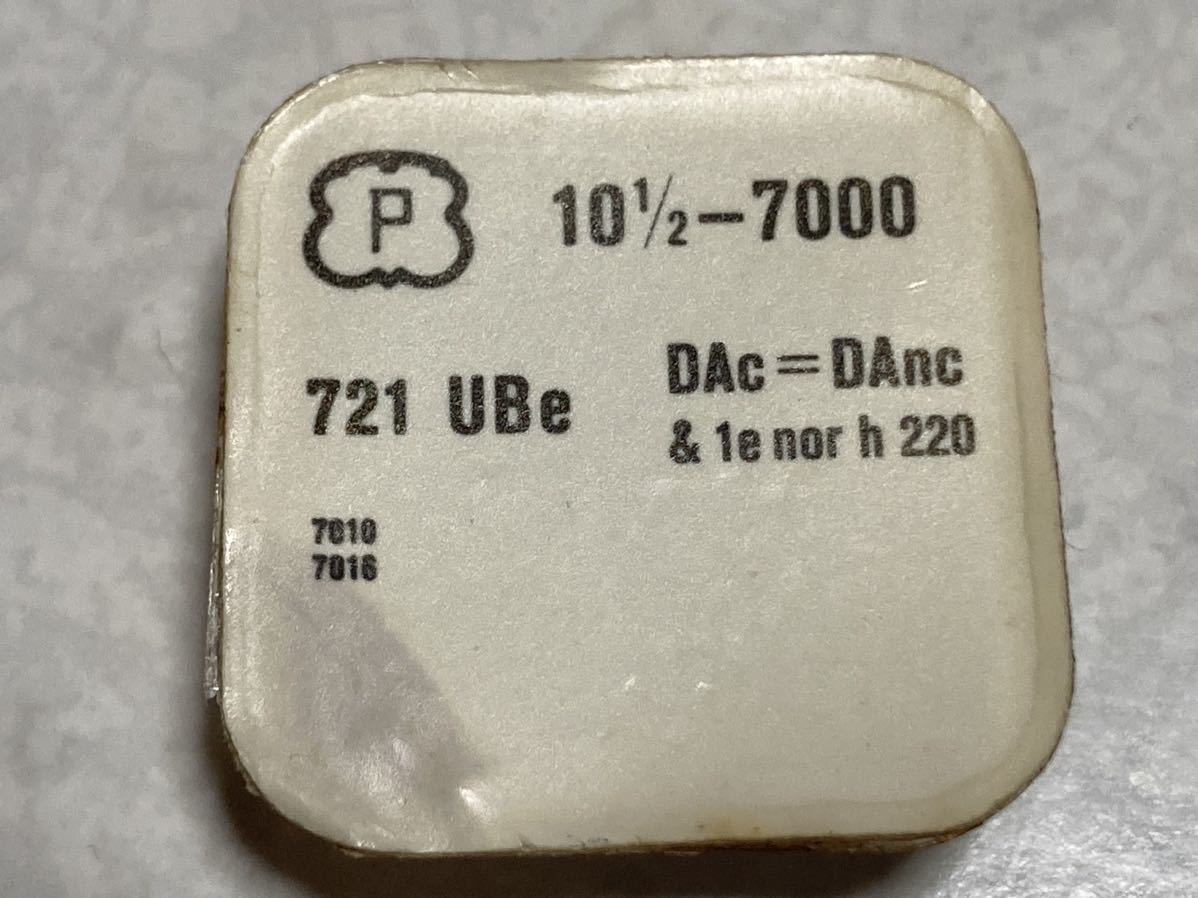 P 10½–7000
721 UBe
DAc = DAnc
& 1e nor h 220
7010
7016